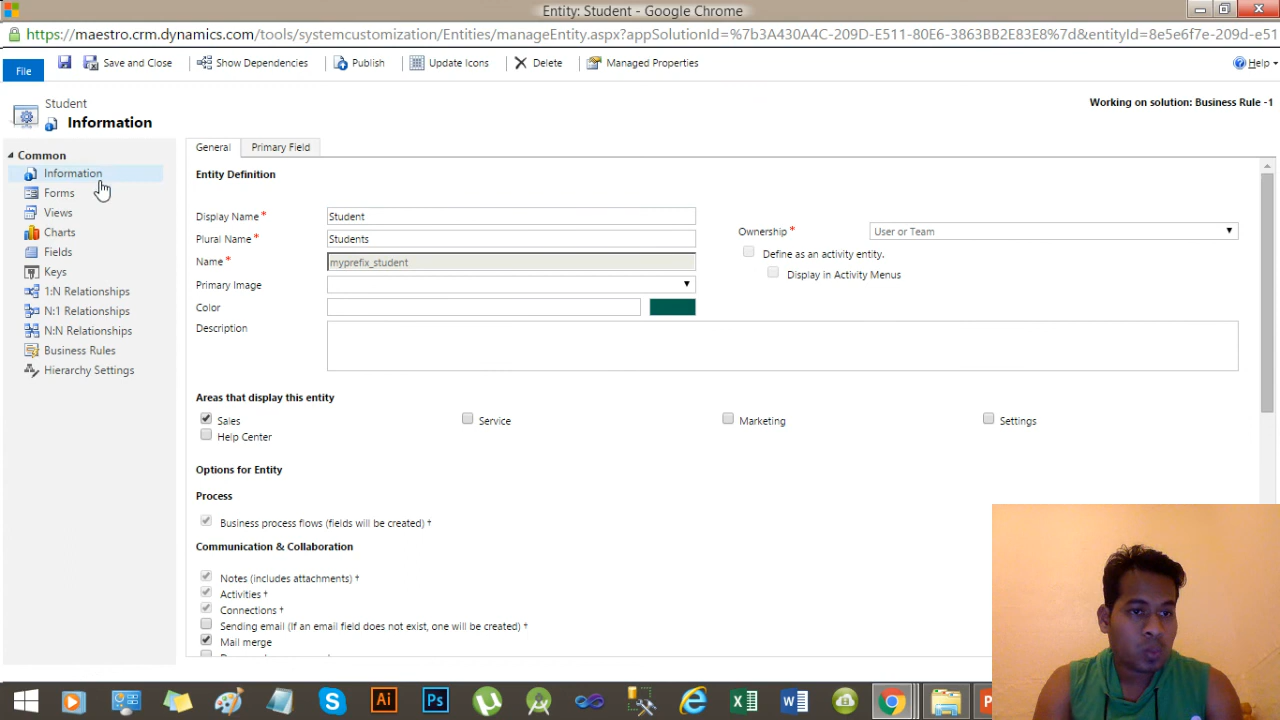 Entity: Student - Google Chrome
https://maestro.crm.dynamics.com/tools/systemcustomization/Entities/manageEntity.aspx?appSolutionId=%7b3A430A4C-209D-E511-80E6-3863BB2E83E8%7d&entityId=8e5e6f7e-209d-e51
File
Save and Close
Show Dependencies
Publish
Update Icons
Delete
Managed Properties
Help
Student
Information
Working on solution: Business Rule -1
Common
Information
Forms
Views
Charts
Fields
Keys
1:N Relationships
N:1 Relationships
N:N Relationships
Business Rules
Hierarchy Settings
General
Primary Field
Entity Definition
Display Name*
Student
Plural Name*
Students
Name*
myprefix_student
Primary Image
Color
Description
Ownership *
User or Team
Define as an activity entity.
Display in Activity Menus
Areas that display this entity
Sales
Service
Marketing
Settings
Help Center
Options for Entity
Process
Business process flows (fields will be created) †
Communication & Collaboration
Notes (includes attachments) †
Activities †
Connections †
Sending email (If an email field does not exist, one will be created) †
Mail merge
Ai
Ps